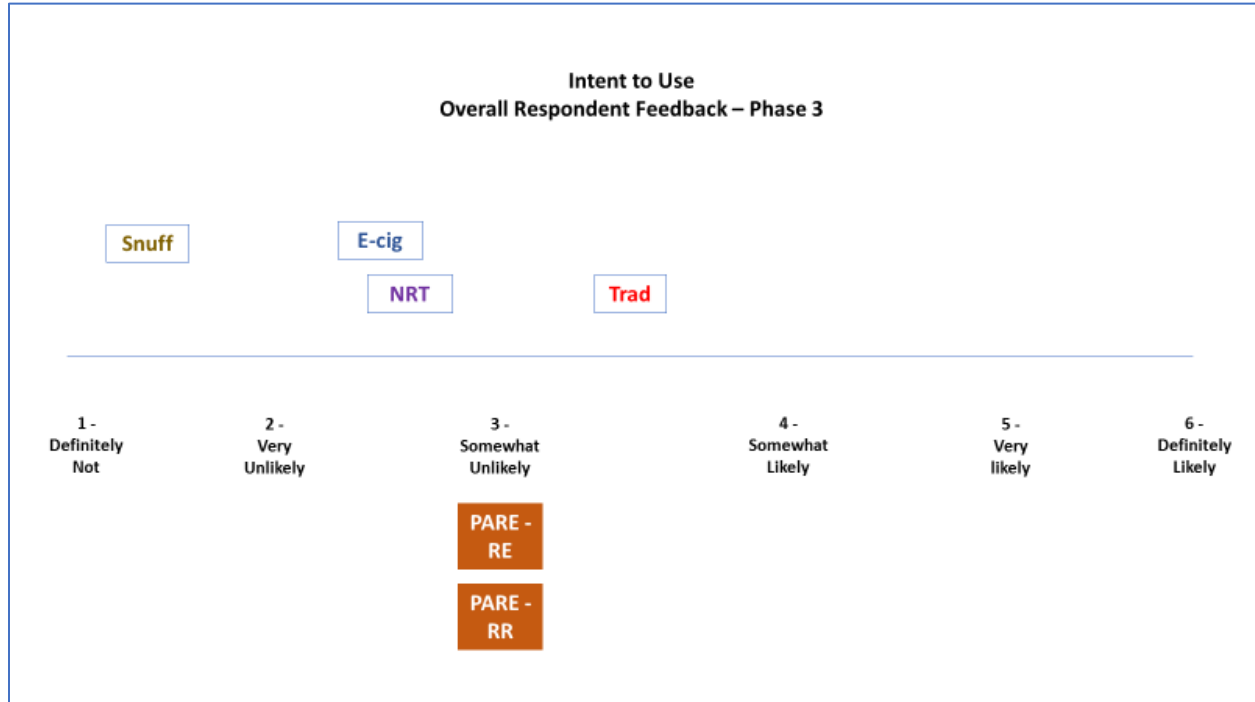 Intent to Use
Overall Respondent Feedback – Phase 3
Snuff
E-cig
NRT
Trad
1 -
Definitely
Not
2 -
Very
Unlikely
3 -
Somewhat
Unlikely
4 -
Somewhat
Likely
5 -
Very
likely
6 -
Definitely
Likely
PARE -
RE
PARE -
RR